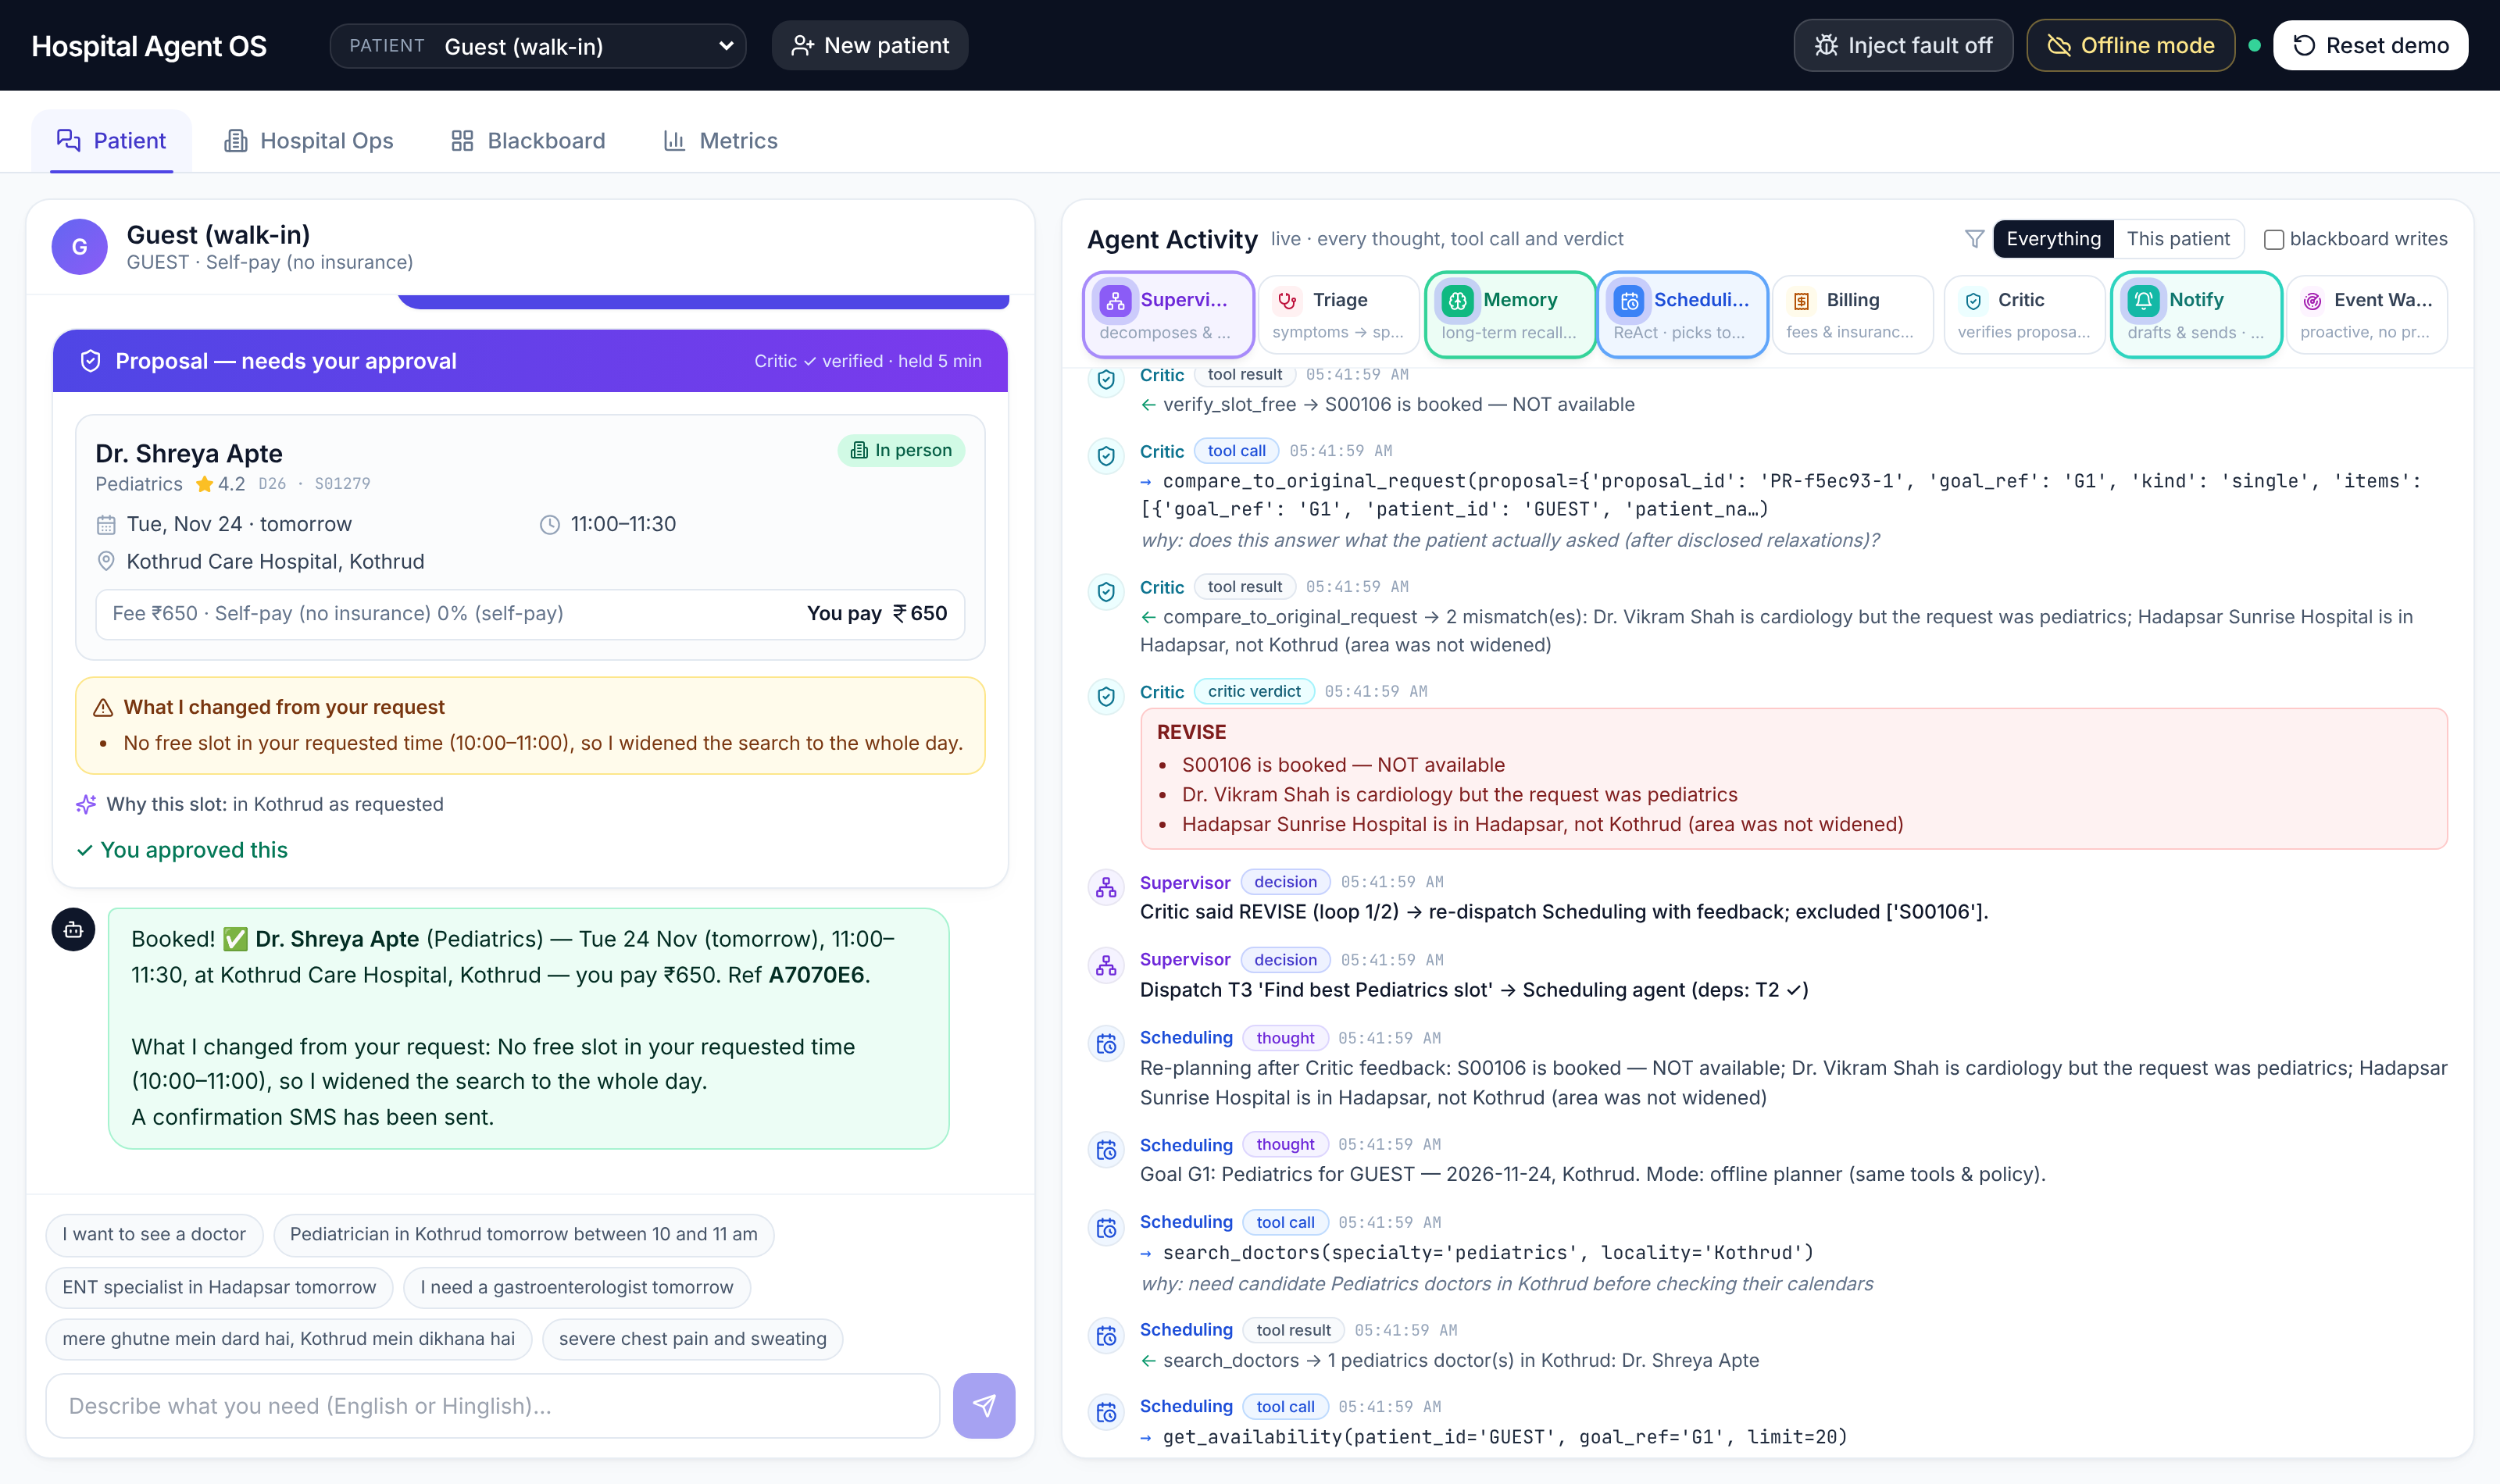 Hospital Agent OS
PATIENT Guest (walk-in)
New patient
Inject fault off
Offline mode
Reset demo
Patient
Hospital Ops
Blackboard
Metrics
G
Guest (walk-in)
GUEST · Self-pay (no insurance)
Proposal — needs your approval
Critic ✓ verified · held 5 min
Dr. Shreya Apte
In person
Pediatrics ⭐ 4.2 D26 · S01279
Tue, Nov 24 · tomorrow
11:00–11:30
Kothrud Care Hospital, Kothrud
Fee ₹650 · Self-pay (no insurance) 0% (self-pay)
You pay ₹650
What I changed from your request
• No free slot in your requested time (10:00–11:00), so I widened the search to the whole day.
Why this slot: in Kothrud as requested
✓ You approved this
Booked! ✅ Dr. Shreya Apte (Pediatrics) — Tue 24 Nov (tomorrow), 11:00–
11:30, at Kothrud Care Hospital, Kothrud — you pay ₹650. Ref A7070E6.
What I changed from your request: No free slot in your requested time
(10:00–11:00), so I widened the search to the whole day.
A confirmation SMS has been sent.
I want to see a doctor
Pediatrician in Kothrud tomorrow between 10 and 11 am
ENT specialist in Hadapsar tomorrow
I need a gastroenterologist tomorrow
mere ghutne mein dard hai, Kothrud mein dikhana hai
severe chest pain and sweating
Describe what you need (English or Hinglish)...
Agent Activity
live · every thought, tool call and verdict
Everything
This patient
blackboard writes
Supervi...
decomposes & ...
Triage
symptoms → sp...
Memory
long-term recall...
Scheduli...
ReAct · picks to...
Billing
fees & insuranc...
Critic
verifies proposa...
Notify
drafts & sends · ...
Event Wa...
proactive, no pr...
Critic tool result 05:41:59 AM
← verify_slot_free → S00106 is booked — NOT available
Critic tool call 05:41:59 AM
→ compare_to_original_request(proposal={'proposal_id': 'PR-f5ec93-1', 'goal_ref': 'G1', 'kind': 'single', 'items':
[{'goal_ref': 'G1', 'patient_id': 'GUEST', 'patient_na…)
why: does this answer what the patient actually asked (after disclosed relaxations)?
Critic tool result 05:41:59 AM
← compare_to_original_request → 2 mismatch(es): Dr. Vikram Shah is cardiology but the request was pediatrics; Hadapsar Sunrise Hospital is in
Hadapsar, not Kothrud (area was not widened)
Critic critic verdict 05:41:59 AM
REVISE
• S00106 is booked — NOT available
• Dr. Vikram Shah is cardiology but the request was pediatrics
• Hadapsar Sunrise Hospital is in Hadapsar, not Kothrud (area was not widened)
Supervisor decision 05:41:59 AM
Critic said REVISE (loop 1/2) → re-dispatch Scheduling with feedback; excluded ['S00106'].
Supervisor decision 05:41:59 AM
Dispatch T3 'Find best Pediatrics slot' → Scheduling agent (deps: T2 ✓)
Scheduling thought 05:41:59 AM
Re-planning after Critic feedback: S00106 is booked — NOT available; Dr. Vikram Shah is cardiology but the request was pediatrics; Hadapsar
Sunrise Hospital is in Hadapsar, not Kothrud (area was not widened)
Scheduling thought 05:41:59 AM
Goal G1: Pediatrics for GUEST — 2026-11-24, Kothrud. Mode: offline planner (same tools & policy).
Scheduling tool call 05:41:59 AM
→ search_doctors(specialty='pediatrics', locality='Kothrud')
why: need candidate Pediatrics doctors in Kothrud before checking their calendars
Scheduling tool result 05:41:59 AM
← search_doctors → 1 pediatrics doctor(s) in Kothrud: Dr. Shreya Apte
Scheduling tool call 05:41:59 AM
→ get_availability(patient_id='GUEST', goal_ref='G1', limit=20)